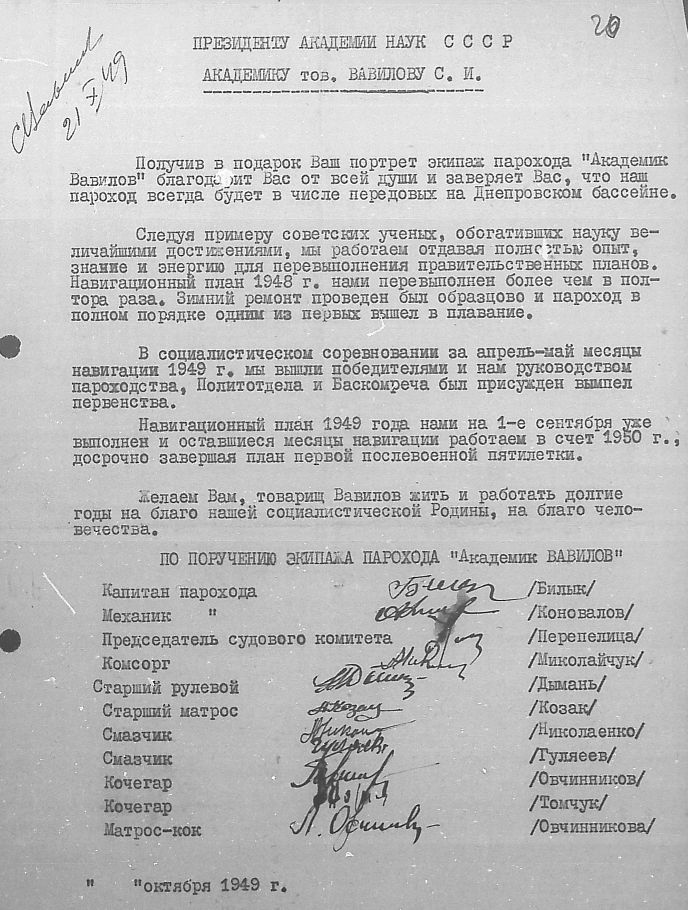 20
ПРЕЗИДЕНТУ АКАДЕМИИ НАУК С С С Р
АКАДЕМИКУ тов. ВАВИЛОВУ С. И.
СВавилов
21 X 49
Получив в подарок Ваш портрет экипаж парохода "Академик
Вавилов" благодарит Вас от всей души и заверяет Вас, что наш
пароход всегда будет в числе передовых на Днепровском бассейне.
Следуя примеру советских ученых, обогативших науку ве-
личайшими достижениями, мы работаем отдавая полностью опыт,
знание и энергию для перевыполнения правительственных планов.
Навигационный план 1948 г. нами перевыполнен более чем в пол-
тора раза. Зимний ремонт проведен был образцово и пароход в
полном порядке одним из первых вышел в плавание.
В социалистическом соревновании за апрель-май месяцы
навигации 1949 г. мы вышли победителями и нам руководством
пароходства, Политотдела и Баскомреча был присужден вымпел
первенства.
Навигационный план 1949 года нами на 1-е сентября уже
выполнен и оставшиеся месяцы навигации работаем в счет 1950 г.,
досрочно завершая план первой послевоенной пятилетки.
Желаем Вам, товарищ Вавилов жить и работать долгие
годы на благо нашей социалистической Родины, на благо чело-
вечества.
ПО ПОРУЧЕНИЮ ЭКИПАЖА ПАРОХОДА "Академик ВАВИЛОВ"
Капитан парохода /Билык/
Механик " /Коновалов/
Председатель судового комитета /Перепелица/
Комсорг /Миколайчук/
Старший рулевой /Дымань/
Старший матрос Козак /Козак/
Смазчик /Николаенко/
Смазчик /Гуляеев/
Кочегар /Овчинников/
Кочегар /Томчук/
Матрос-кок /Овчинникова/
" "октября 1949 г.